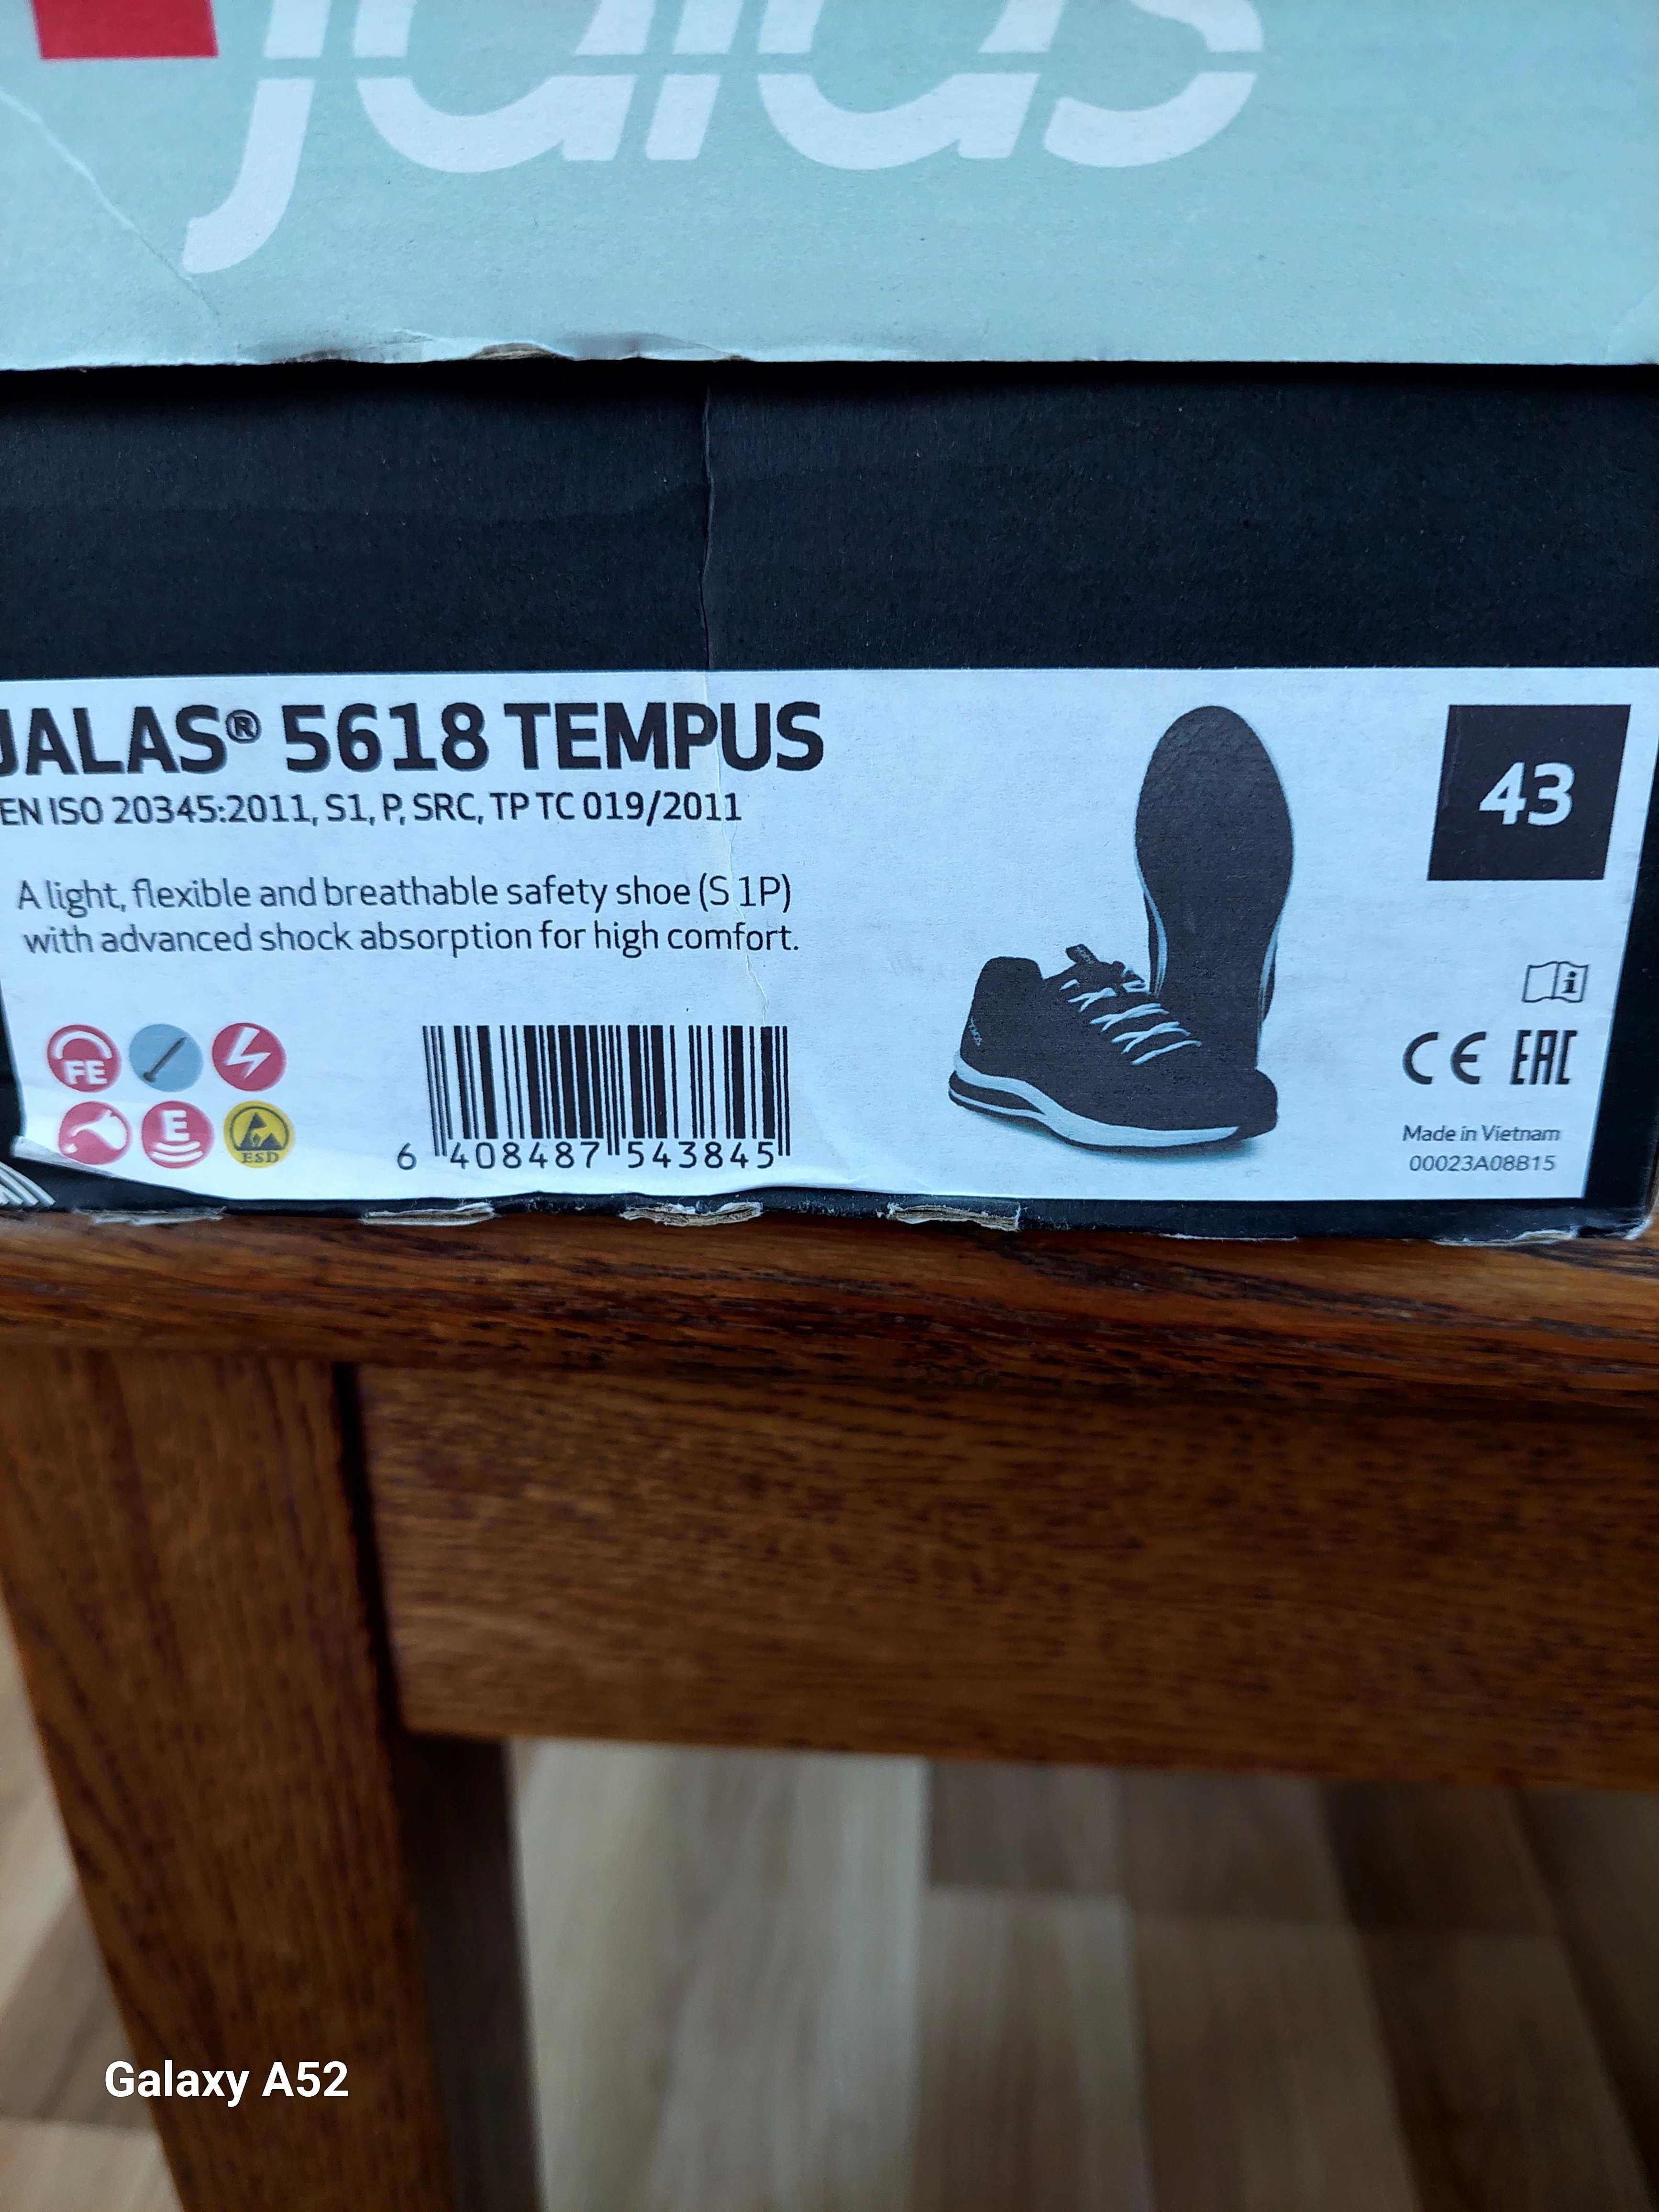 jalas
JALAS® 5618 TEMPUS
EN ISO 20345:2011, S1, P, SRC, TP TC 019/2011
43
A light, flexible and breathable safety shoe (S 1P)
with advanced shock absorption for high comfort.
FE
E
ESD
6 408487 543845
i
CE EAC
Made in Vietnam
00023A08B15
Galaxy A52